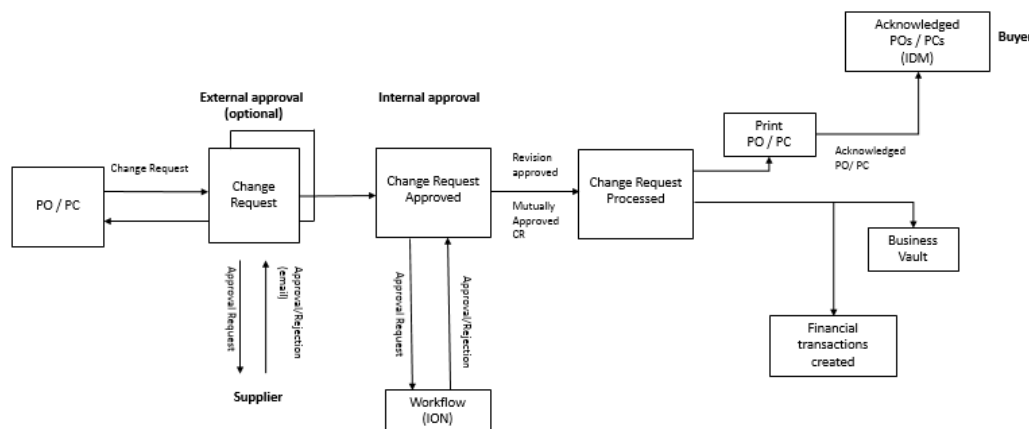 Acknowledged
POs / PCs
(IDM)
Buyer
External approval
(optional)
Internal approval
Print
PO / PC
Acknowledged
PO/ PC
Change Request
PO / PC
Change
Request
Change Request
Approved
Revision
approved
Mutually
Approved
CR
Change Request
Processed
Business
Vault
Approval Request
Approval/Rejection
(email)
Approval Request
Approval/Rejection
Financial
transactions
created
Supplier
Workflow
(ION)